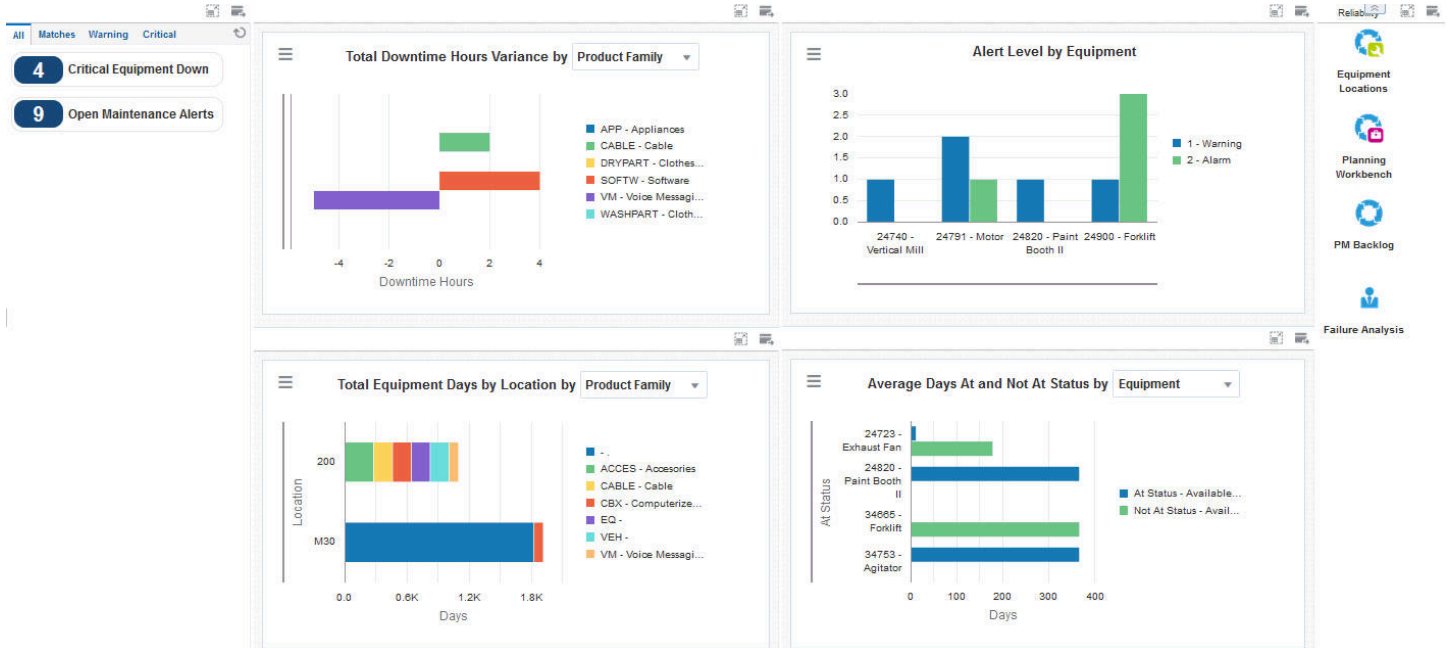 All Matches Warning Critical
4 Critical Equipment Down
9 Open Maintenance Alerts
Total Downtime Hours Variance by Product Family
APP - Appliances
CABLE - Cable
DRYPART - Clothes...
SOFTW - Software
VM - Voice Messagi...
WASHPART - Cloth...
-4 -2 0 2 4
Downtime Hours
Alert Level by Equipment
3.0
2.5
2.0
1.5
1.0
0.5
0.0
24740 -
Vertical Mill
24791 - Motor
24820 - Paint
Booth II
24900 - Forklift
1 - Warning
2 - Alarm
Total Equipment Days by Location by Product Family
Location
200
M30
0.0 0.6K 1.2K 1.8K
Days
- .
ACCES - Accesories
CABLE - Cable
CBX - Computerize...
EQ -
VEH -
VM - Voice Messagi...
Average Days At and Not At Status by Equipment
At Status
24723 -
Exhaust Fan
24820 -
Paint Booth
II
34665 -
Forklift
34753 -
Agitator
0 100 200 300 400
Days
At Status - Available...
Not At Status - Avail...
Equipment
Locations
Planning
Workbench
PM Backlog
Failure Analysis